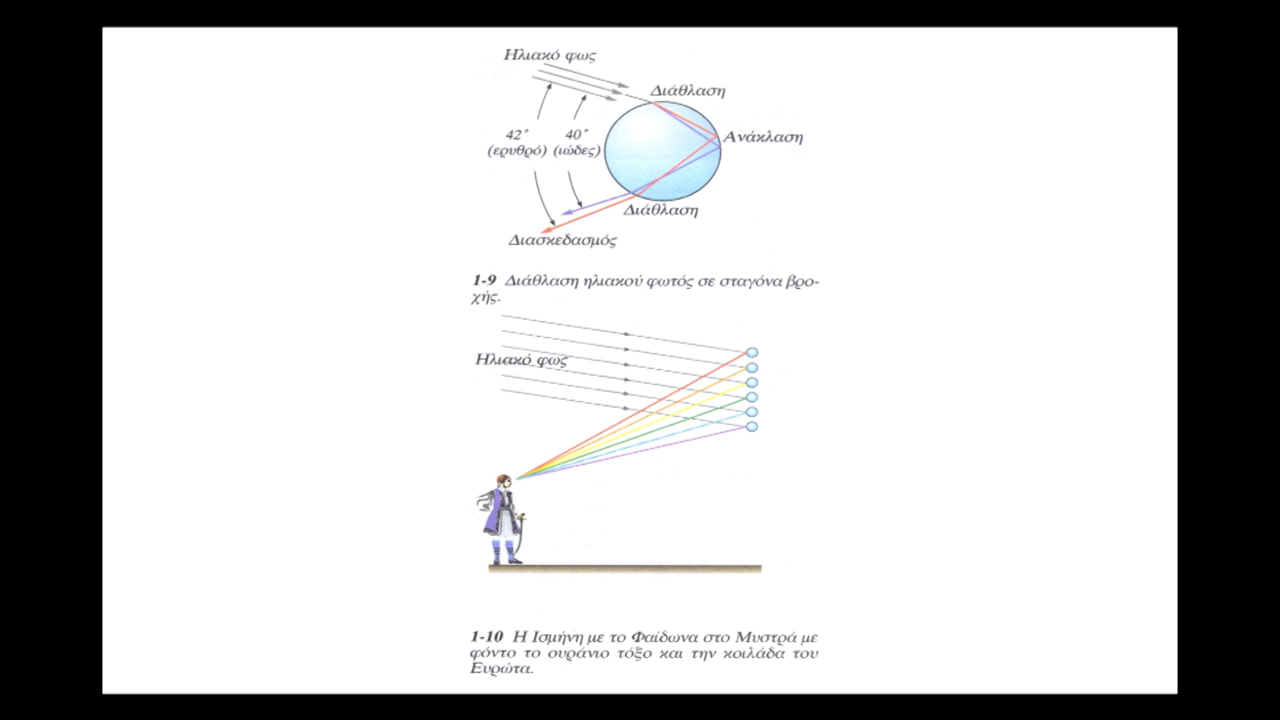 Ηλιακό φως
Διάθλαση
Ανάκλαση
42° 40°
(ερυθρό) (ιώδες)
Διάθλαση
Διασκεδασμός
1-9 Διάθλαση ηλιακού φωτός σε σταγόνα βρο-
χής.
Ηλιακό φως
1-10 Η Ισμήνη με το Φαίδωνα στο Μυστρά με
φόντο το ουράνιο τόξο και την κοιλάδα του
Ευρώτα.